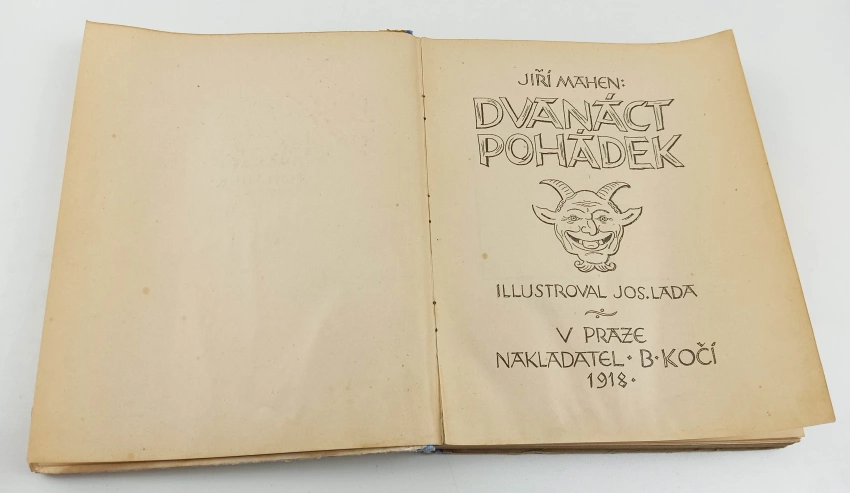 JIŘÍ MAHEN:
DVANÁCT
POHÁDEK
ILLUSTROVAL JOS. LADA
V PRAZE
NAKLADATEL · B · KOČÍ
1918 ·